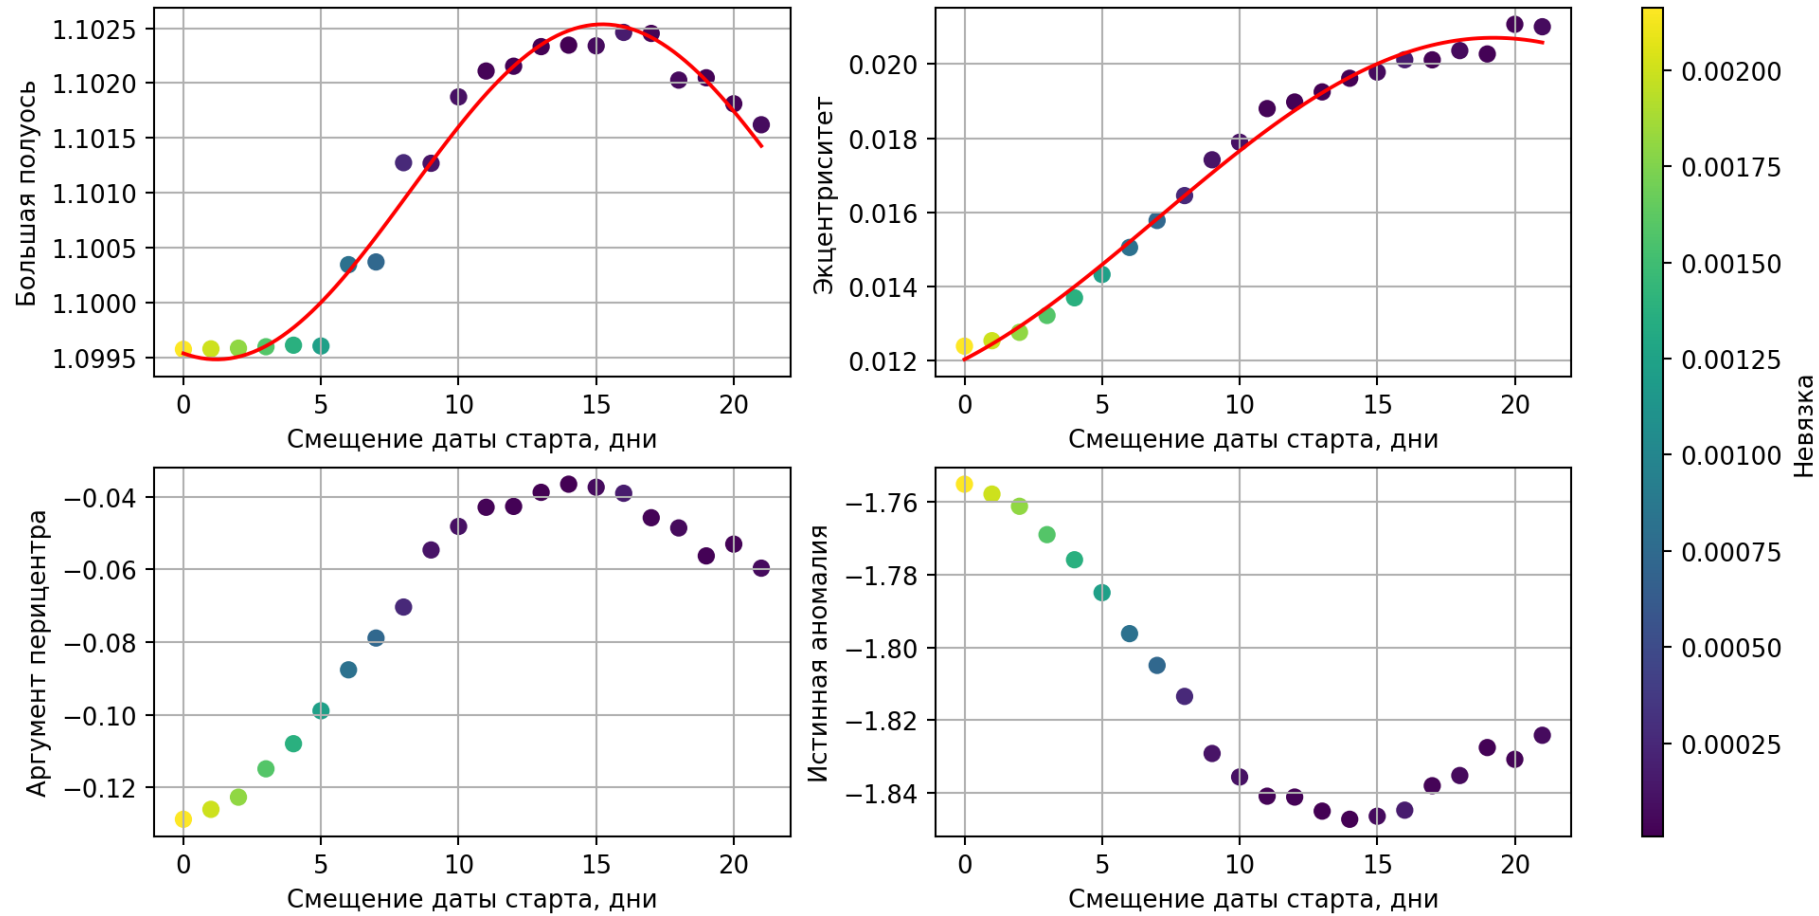 1.1025
1.1020
1.1015
1.1010
1.1005
1.1000
1.0995
Большая полуось
0 5 10 15 20
Смещение даты старта, дни
0.020
0.018
0.016
0.014
0.012
Экцентриситет
0 5 10 15 20
Смещение даты старта, дни
−0.04
−0.06
−0.08
−0.10
−0.12
Аргумент перицентра
0 5 10 15 20
Смещение даты старта, дни
−1.76
−1.78
−1.80
−1.82
−1.84
Истинная аномалия
0 5 10 15 20
Смещение даты старта, дни
0.00200
0.00175
0.00150
0.00125
0.00100
0.00075
0.00050
0.00025
Невязка